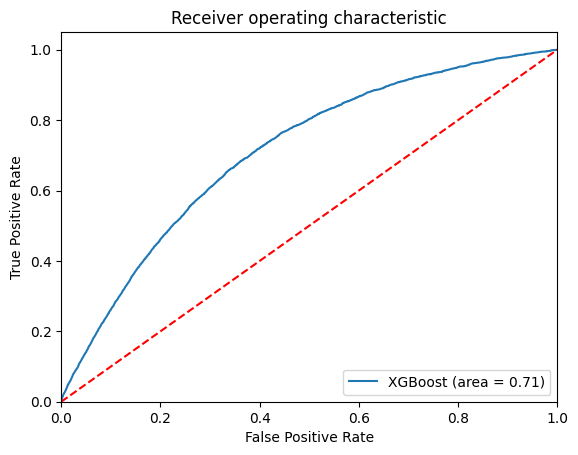 Receiver operating characteristic
True Positive Rate
1.0
0.8
0.6
0.4
0.2
0.0
0.0 0.2 0.4 0.6 0.8 1.0
False Positive Rate
XGBoost (area = 0.71)